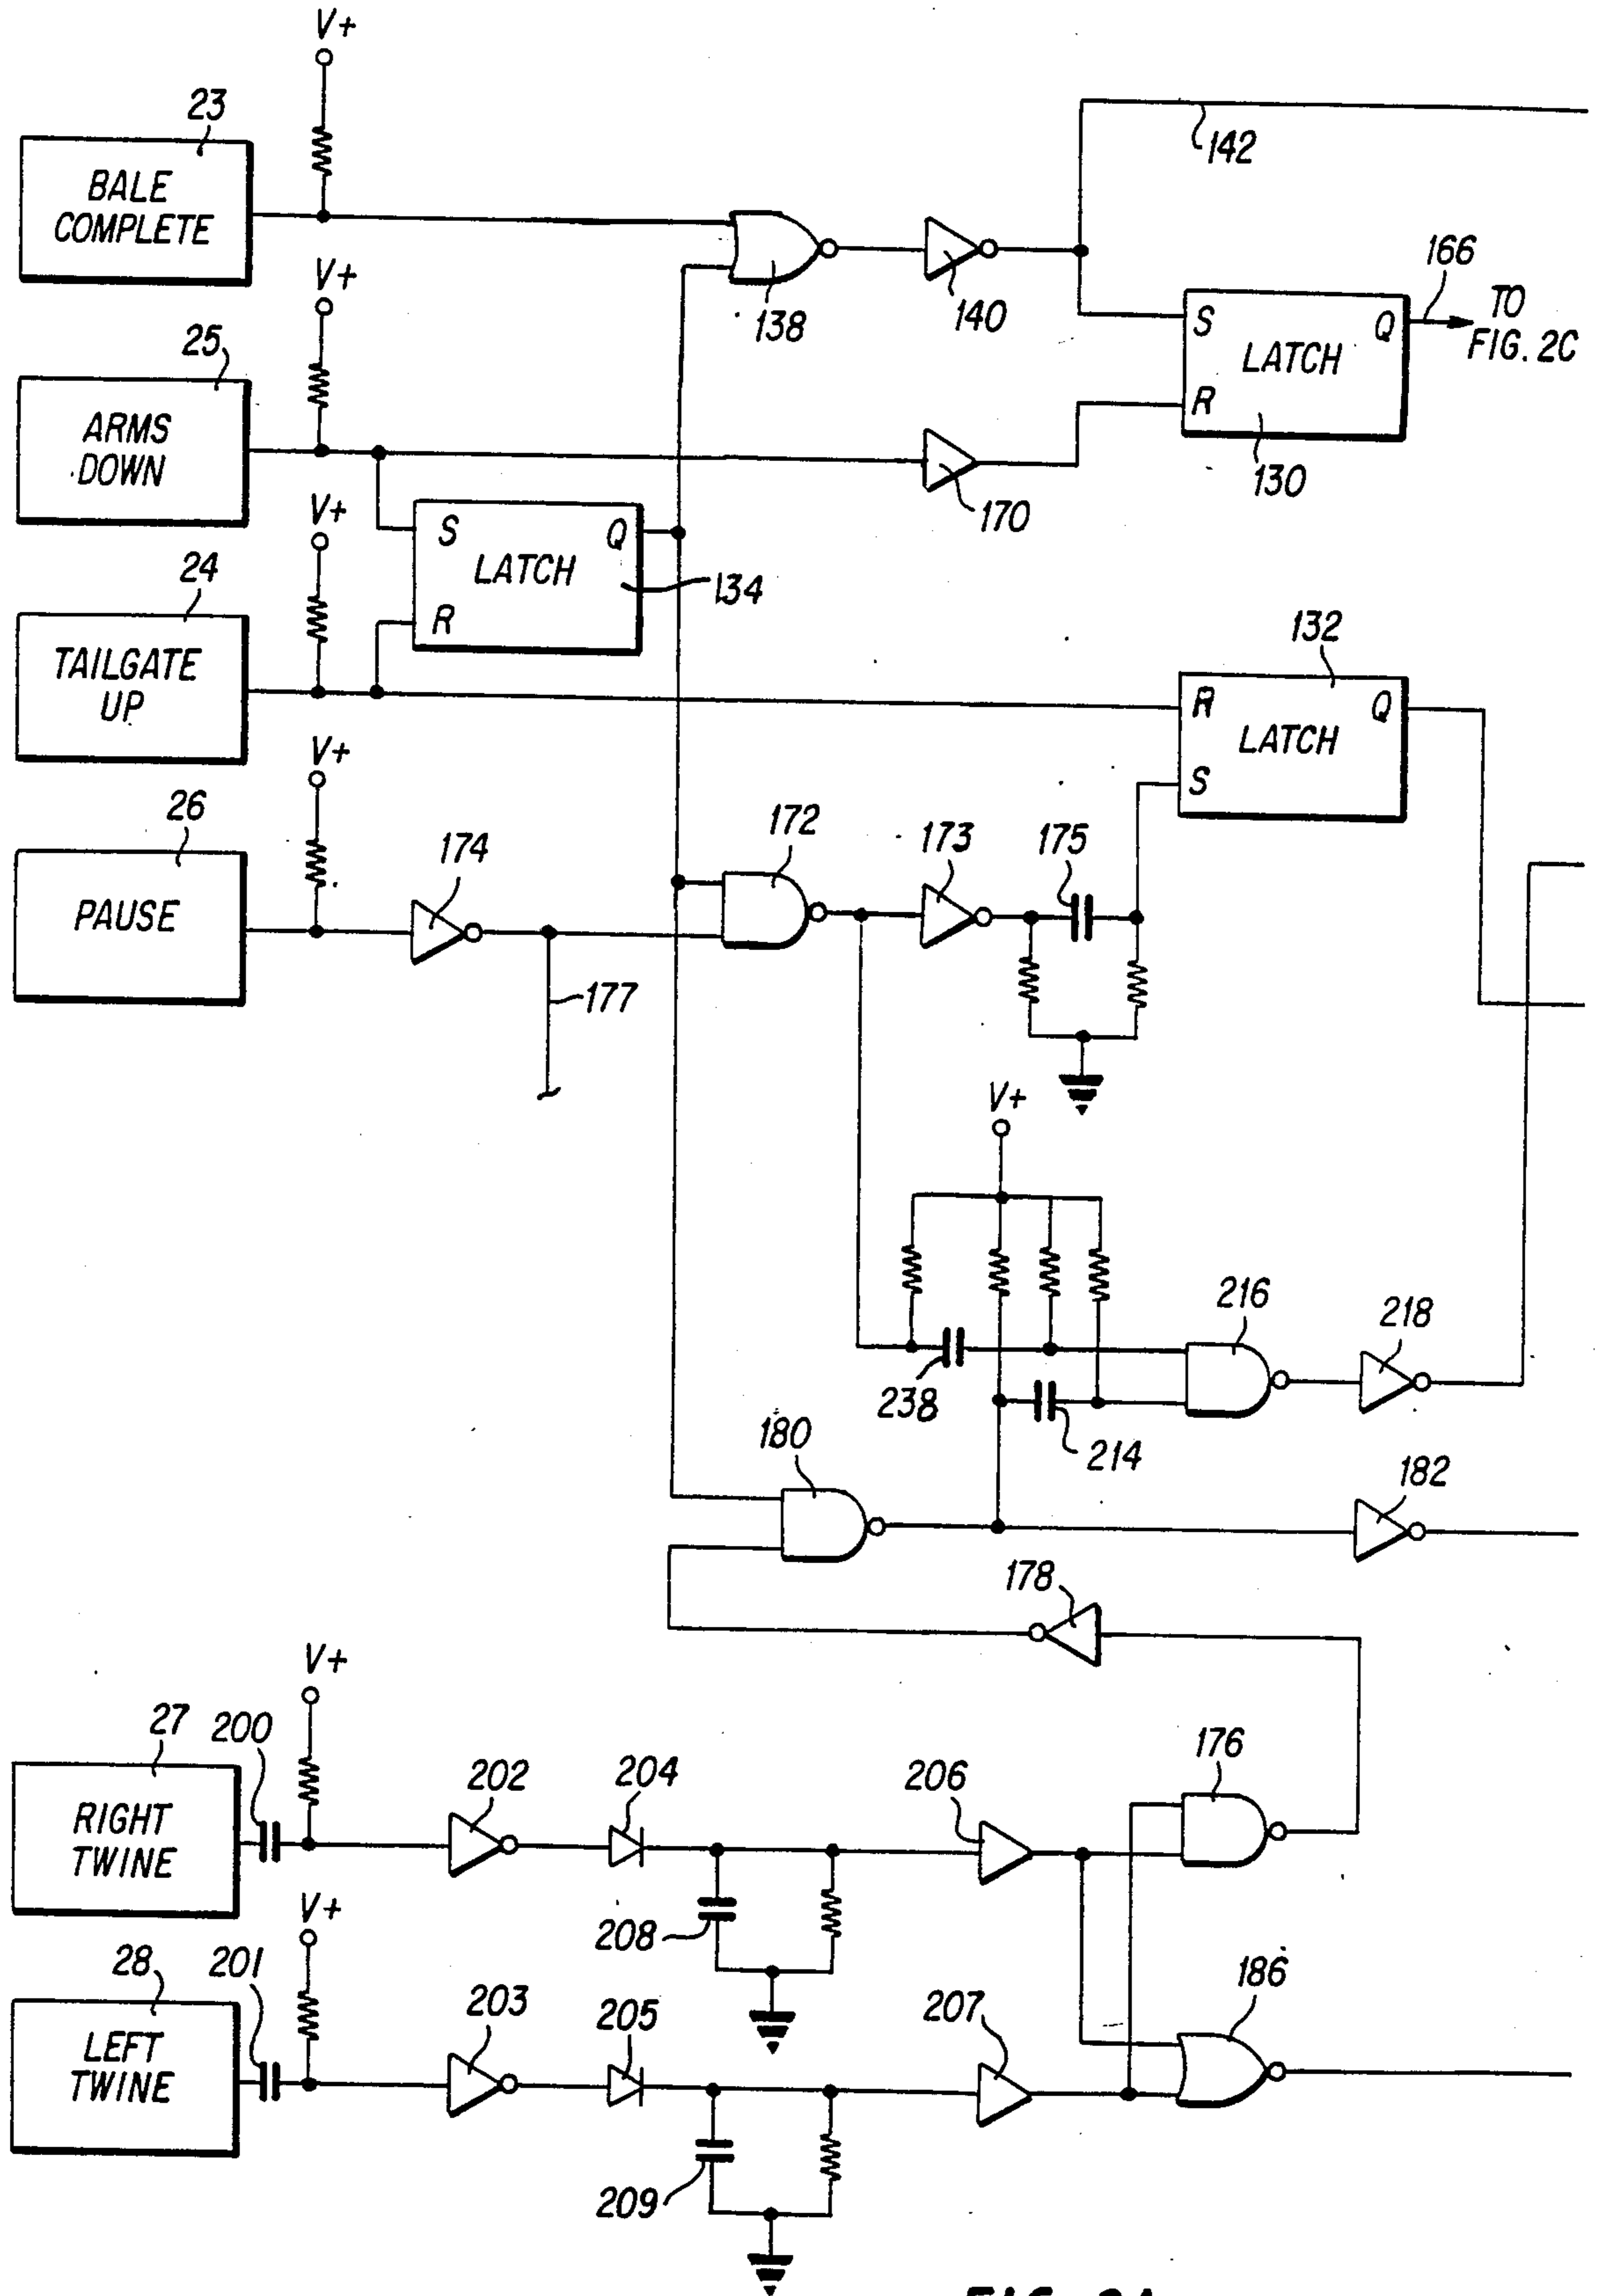 V+
23
BALE
COMPLETE
142
138
140
166
TO
FIG. 2C
S
Q
LATCH
R
130
V+
25
ARMS
DOWN
170
V+
S
Q
LATCH
R
134
24
TAILGATE
UP
132
R
Q
LATCH
S
V+
26
PAUSE
174
172
173
175
177
V+
238
214
216
218
180
182
178
V+
27
200
RIGHT
TWINE
202
204
206
176
208
V+
28
201
LEFT
TWINE
203
205
207
186
209